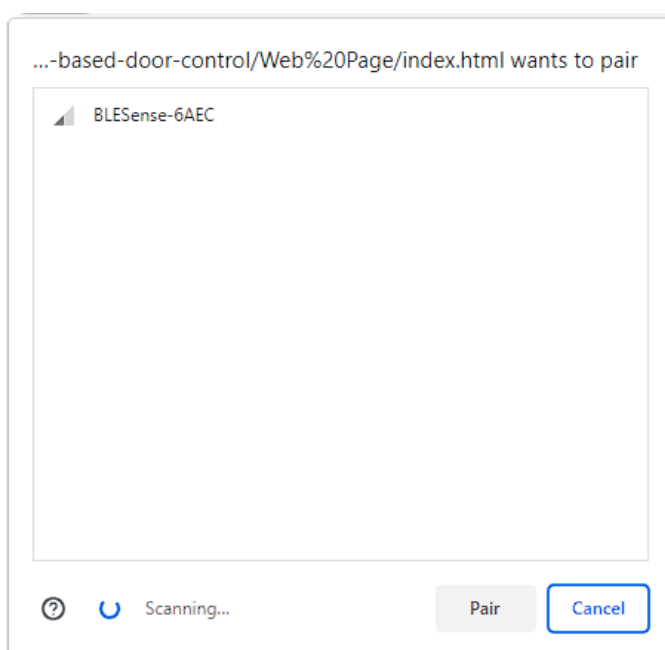 ...-based-door-control/Web%20Page/index.html wants to pair
BLESense-6AEC
Scanning...
Pair
Cancel